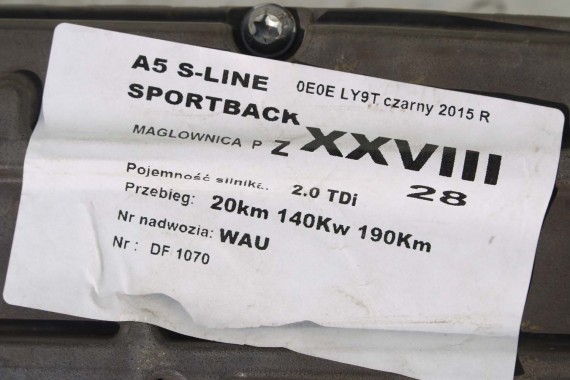 A5 S-LINE 0E0E LY9T czarny 2015 R
SPORTBACK
MAGLOWNICA P Z XXVIII
28
Pojemność silnika.. 2.0 TDi
Przebieg: 20km 140Kw 190Km
Nr nadwozia: WAU
Nr : DF 1070